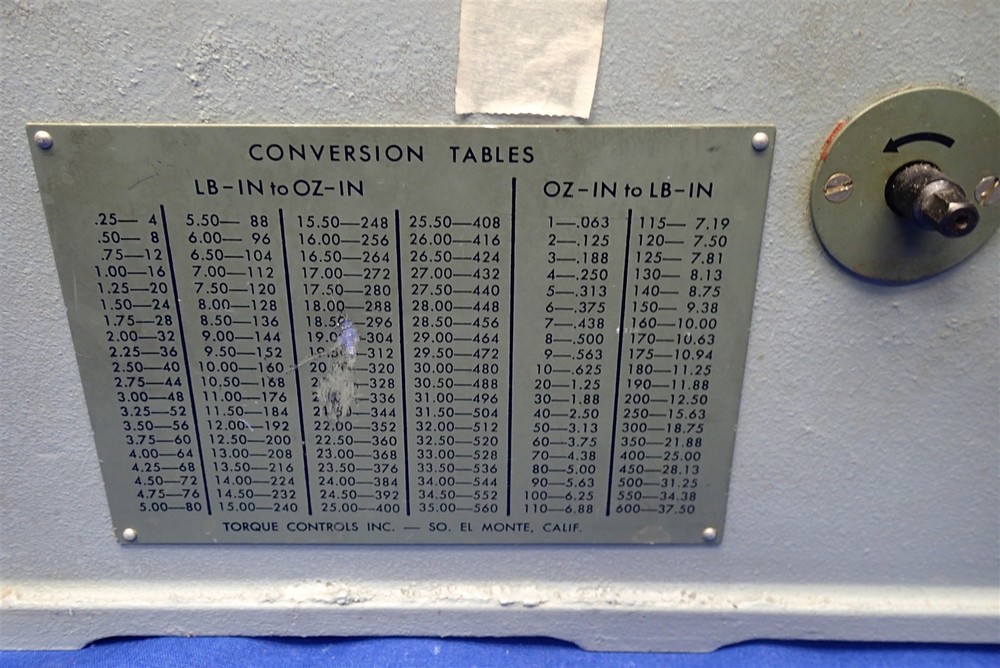 CONVERSION TABLES
LB-IN to OZ-IN OZ-IN to LB-IN
.25— 4 5.50— 88 15.50—248 25.50—408 1—.063 115— 7.19
.50— 8 6.00— 96 16.00—256 26.00—416 2—.125 120— 7.50
.75—12 6.50—104 16.50—264 26.50—424 3—.188 125— 7.81
1.00—16 7.00—112 17.00—272 27.00—432 4—.250 130— 8.13
1.25—20 7.50—120 17.50—280 27.50—440 5—.313 140— 8.75
1.50—24 8.00—128 18.00—288 28.00—448 6—.375 150— 9.38
1.75—28 8.50—136 18.50—296 28.50—456 7—.438 160—10.00
2.00—32 9.00—144 304 29.00—464 8—.500 170—10.63
2.25—36 9.50—152 312 29.50—472 9—.563 175—10.94
2.50—40 10.00—160 320 30.00—480 10—.625 180—11.25
2.75—44 10.50—168 328 30.50—488 20—1.25 190—11.88
3.00—48 11.00—176 336 31.00—496 30—1.88 200—12.50
3.25—52 11.50—184 344 31.50—504 40—2.50 250—15.63
3.50—56 12.00—192 22.00—352 32.00—512 50—3.13 300—18.75
3.75—60 12.50—200 22.50—360 32.50—520 60—3.75 350—21.88
4.00—64 13.00—208 23.00—368 33.00—528 70—4.38 400—25.00
4.25—68 13.50—216 23.50—376 33.50—536 80—5.00 450—28.13
4.50—72 14.00—224 24.00—384 34.00—544 90—5.63 500—31.25
4.75—76 14.50—232 24.50—392 34.50—552 100—6.25 550—34.38
5.00—80 15.00—240 25.00—400 35.00—560 110—6.88 600—37.50
TORQUE CONTROLS INC. — SO. EL MONTE, CALIF.